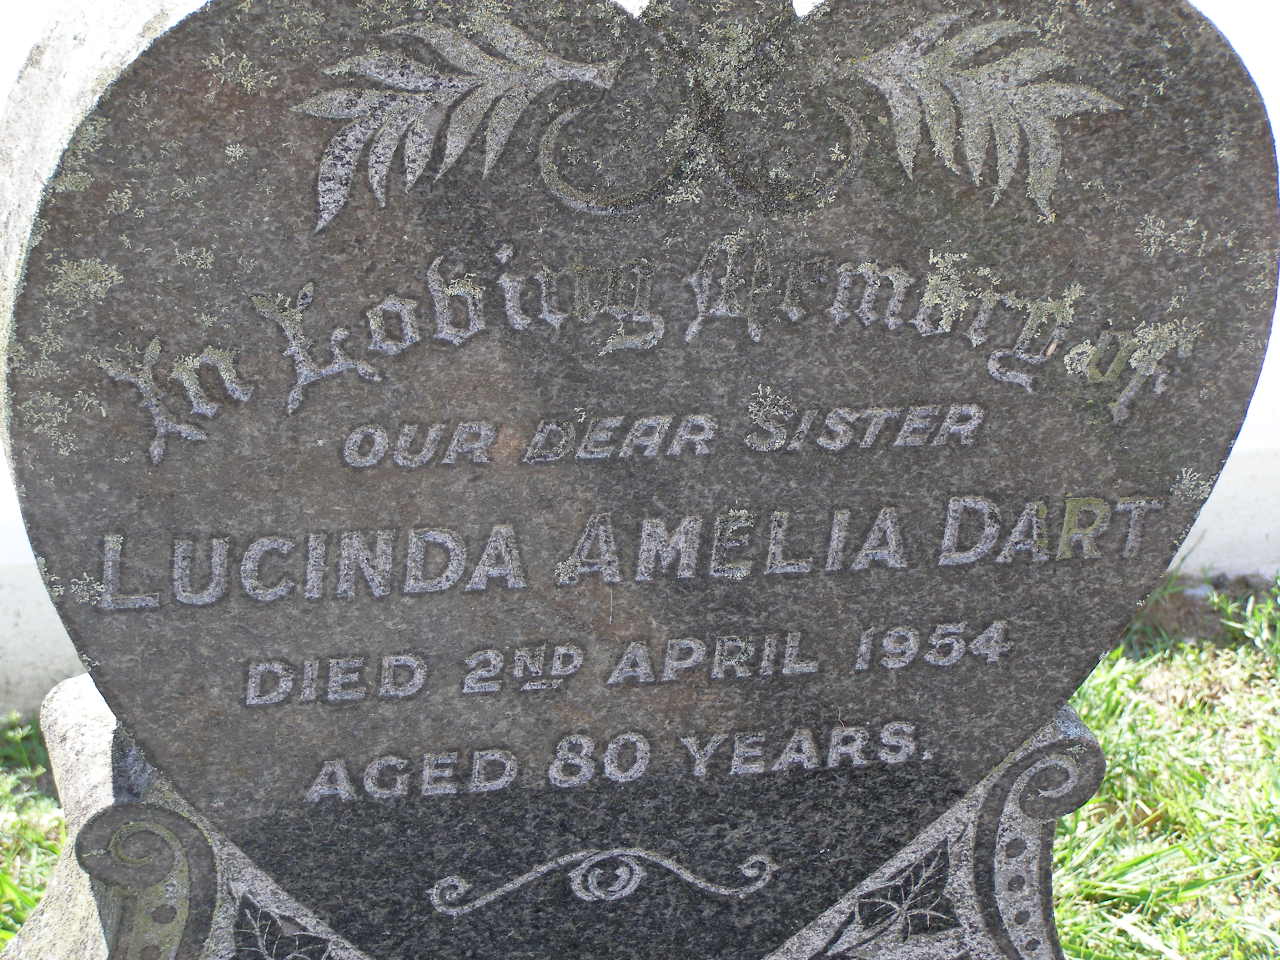 In Loving Memory of
OUR DEAR SISTER
LUCINDA AMELIA DART
DIED 2ND APRIL 1954
AGED 80 YEARS.